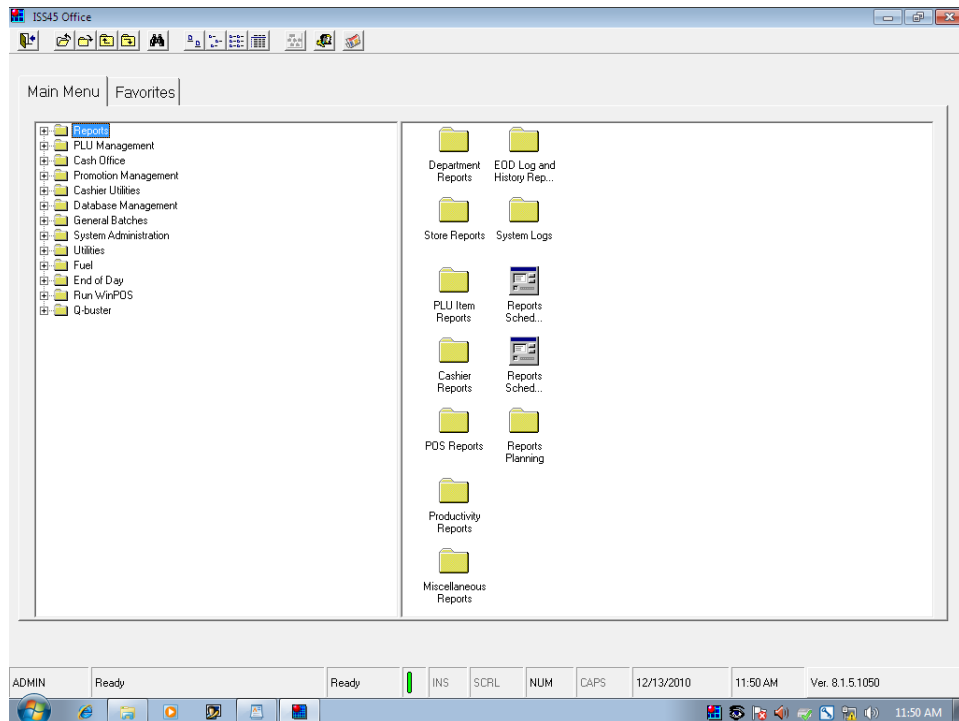 ISS45 Office
Main Menu
Favorites
Reports
PLU Management
Cash Office
Promotion Management
Cashier Utilities
Database Management
General Batches
System Administration
Utilities
Fuel
End of Day
Run WinPOS
Q-buster
Department
Reports
EOD Log and
History Rep...
Store Reports
System Logs
PLU Item
Reports
Reports
Sched...
Cashier
Reports
Reports
Sched...
POS Reports
Reports
Planning
Productivity
Reports
Miscellaneous
Reports
ADMIN
Ready
Ready
INS
SCRL
NUM
CAPS
12/13/2010
11:50 AM
Ver. 8.1.5.1050
11:50 AM